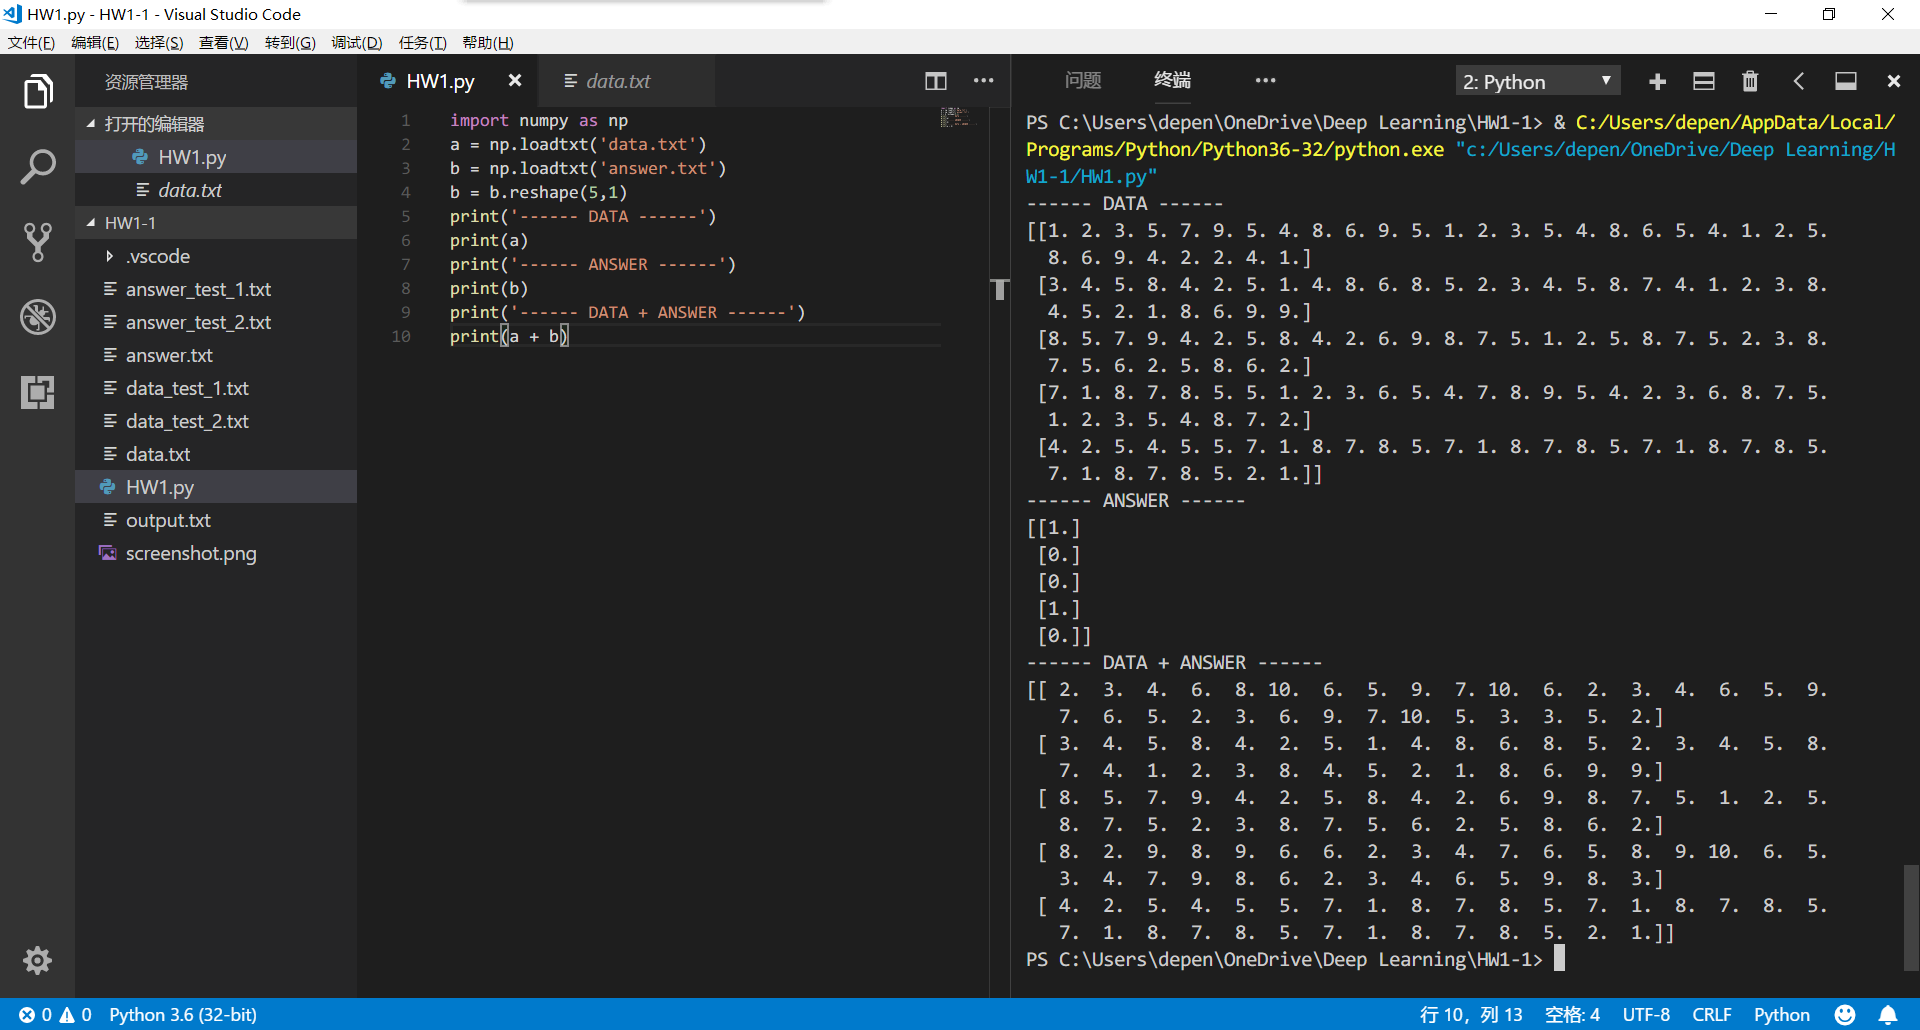 HW1.py - HW1-1 - Visual Studio Code
文件(F) 编辑(E) 选择(S) 查看(V) 转到(G) 调试(D) 任务(T) 帮助(H)
资源管理器
打开的编辑器
HW1.py
data.txt
HW1-1
.vscode
answer_test_1.txt
answer_test_2.txt
answer.txt
data_test_1.txt
data_test_2.txt
data.txt
HW1.py
output.txt
screenshot.png
HW1.py data.txt
1 import numpy as np
2 a = np.loadtxt('data.txt')
3 b = np.loadtxt('answer.txt')
4 b = b.reshape(5,1)
5 print('------ DATA ------')
6 print(a)
7 print('------ ANSWER ------')
8 print(b)
9 print('------ DATA + ANSWER ------')
10 print(a + b)
问题 终端 ··· 2: Python
PS C:\Users\depen\OneDrive\Deep Learning\HW1-1> & C:/Users/depen/AppData/Local/
Programs/Python/Python36-32/python.exe "c:/Users/depen/OneDrive/Deep Learning/H
W1-1/HW1.py"
------ DATA ------
[[1. 2. 3. 5. 7. 9. 5. 4. 8. 6. 9. 5. 1. 2. 3. 5. 4. 8. 6. 5. 4. 1. 2. 5.
8. 6. 9. 4. 2. 2. 4. 1.]
[3. 4. 5. 8. 4. 2. 5. 1. 4. 8. 6. 8. 5. 2. 3. 4. 5. 8. 7. 4. 1. 2. 3. 8.
4. 5. 2. 1. 8. 6. 9. 9.]
[8. 5. 7. 9. 4. 2. 5. 8. 4. 2. 6. 9. 8. 7. 5. 1. 2. 5. 8. 7. 5. 2. 3. 8.
7. 5. 6. 2. 5. 8. 6. 2.]
[7. 1. 8. 7. 8. 5. 5. 1. 2. 3. 6. 5. 4. 7. 8. 9. 5. 4. 2. 3. 6. 8. 7. 5.
1. 2. 3. 5. 4. 8. 7. 2.]
[4. 2. 5. 4. 5. 5. 7. 1. 8. 7. 8. 5. 7. 1. 8. 7. 8. 5. 7. 1. 8. 7. 8. 5.
7. 1. 8. 7. 8. 5. 2. 1.]]
------ ANSWER ------
[[1.]
[0.]
[0.]
[1.]
[0.]]
------ DATA + ANSWER ------
[[ 2. 3. 4. 6. 8. 10. 6. 5. 9. 7. 10. 6. 2. 3. 4. 6. 5. 9.
7. 6. 5. 2. 3. 6. 9. 7. 10. 5. 3. 3. 5. 2.]
[ 3. 4. 5. 8. 4. 2. 5. 1. 4. 8. 6. 8. 5. 2. 3. 4. 5. 8.
7. 4. 1. 2. 3. 8. 4. 5. 2. 1. 8. 6. 9. 9.]
[ 8. 5. 7. 9. 4. 2. 5. 8. 4. 2. 6. 9. 8. 7. 5. 1. 2. 5.
8. 7. 5. 2. 3. 8. 7. 5. 6. 2. 5. 8. 6. 2.]
[ 8. 2. 9. 8. 9. 6. 6. 2. 3. 4. 7. 6. 5. 8. 9. 10. 6. 5.
3. 4. 7. 9. 8. 6. 2. 3. 4. 6. 5. 9. 8. 3.]
[ 4. 2. 5. 4. 5. 5. 7. 1. 8. 7. 8. 5. 7. 1. 8. 7. 8. 5.
7. 1. 8. 7. 8. 5. 7. 1. 8. 7. 8. 5. 2. 1.]]
PS C:\Users\depen\OneDrive\Deep Learning\HW1-1>
0 0 Python 3.6 (32-bit) 行 10，列 13 空格: 4 UTF-8 CRLF Python